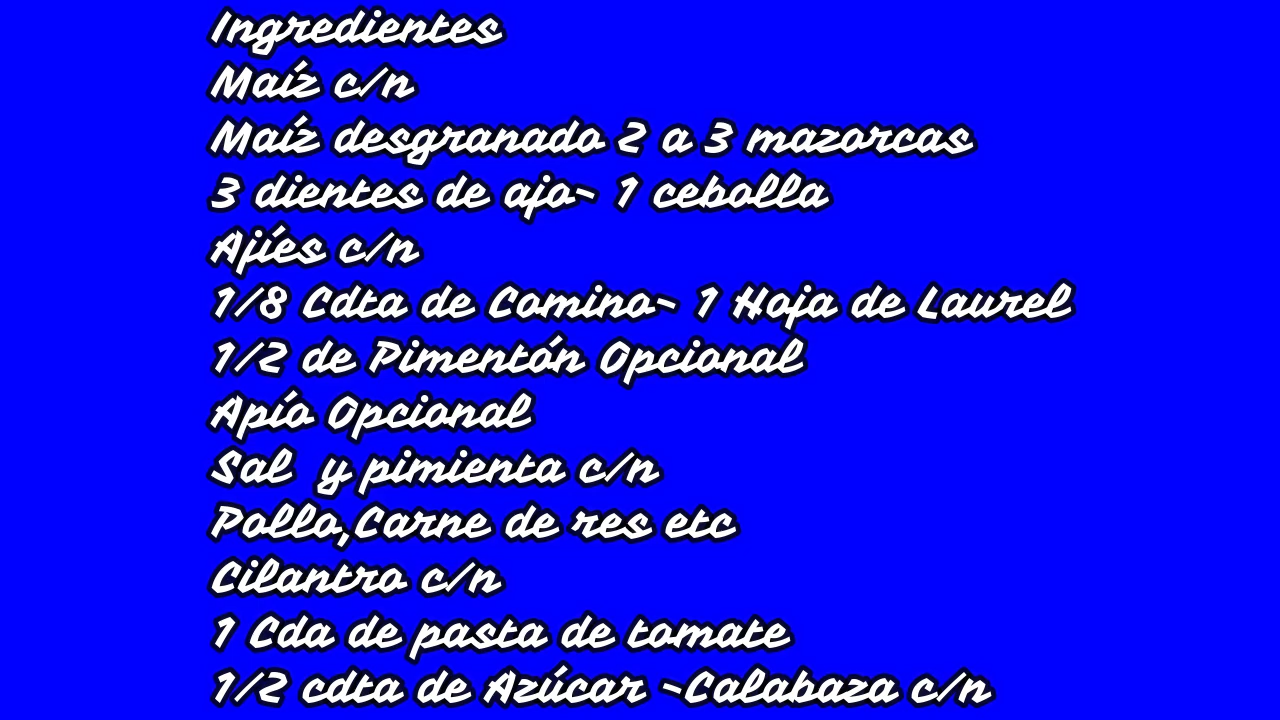 Ingredientes
Maíz c/n
Maíz desgranado 2 a 3 mazorcas
3 dientes de ajo- 1 cebolla
Ajíes c/n
1/8 Cdta de Comino- 1 Hoja de Laurel
1/2 de Pimentón Opcional
Apío Opcional
Sal  y pimienta c/n
Pollo,Carne de res etc
Cilantro c/n
1 Cda de pasta de tomate
1/2 cdta de Azúcar -Calabaza c/n